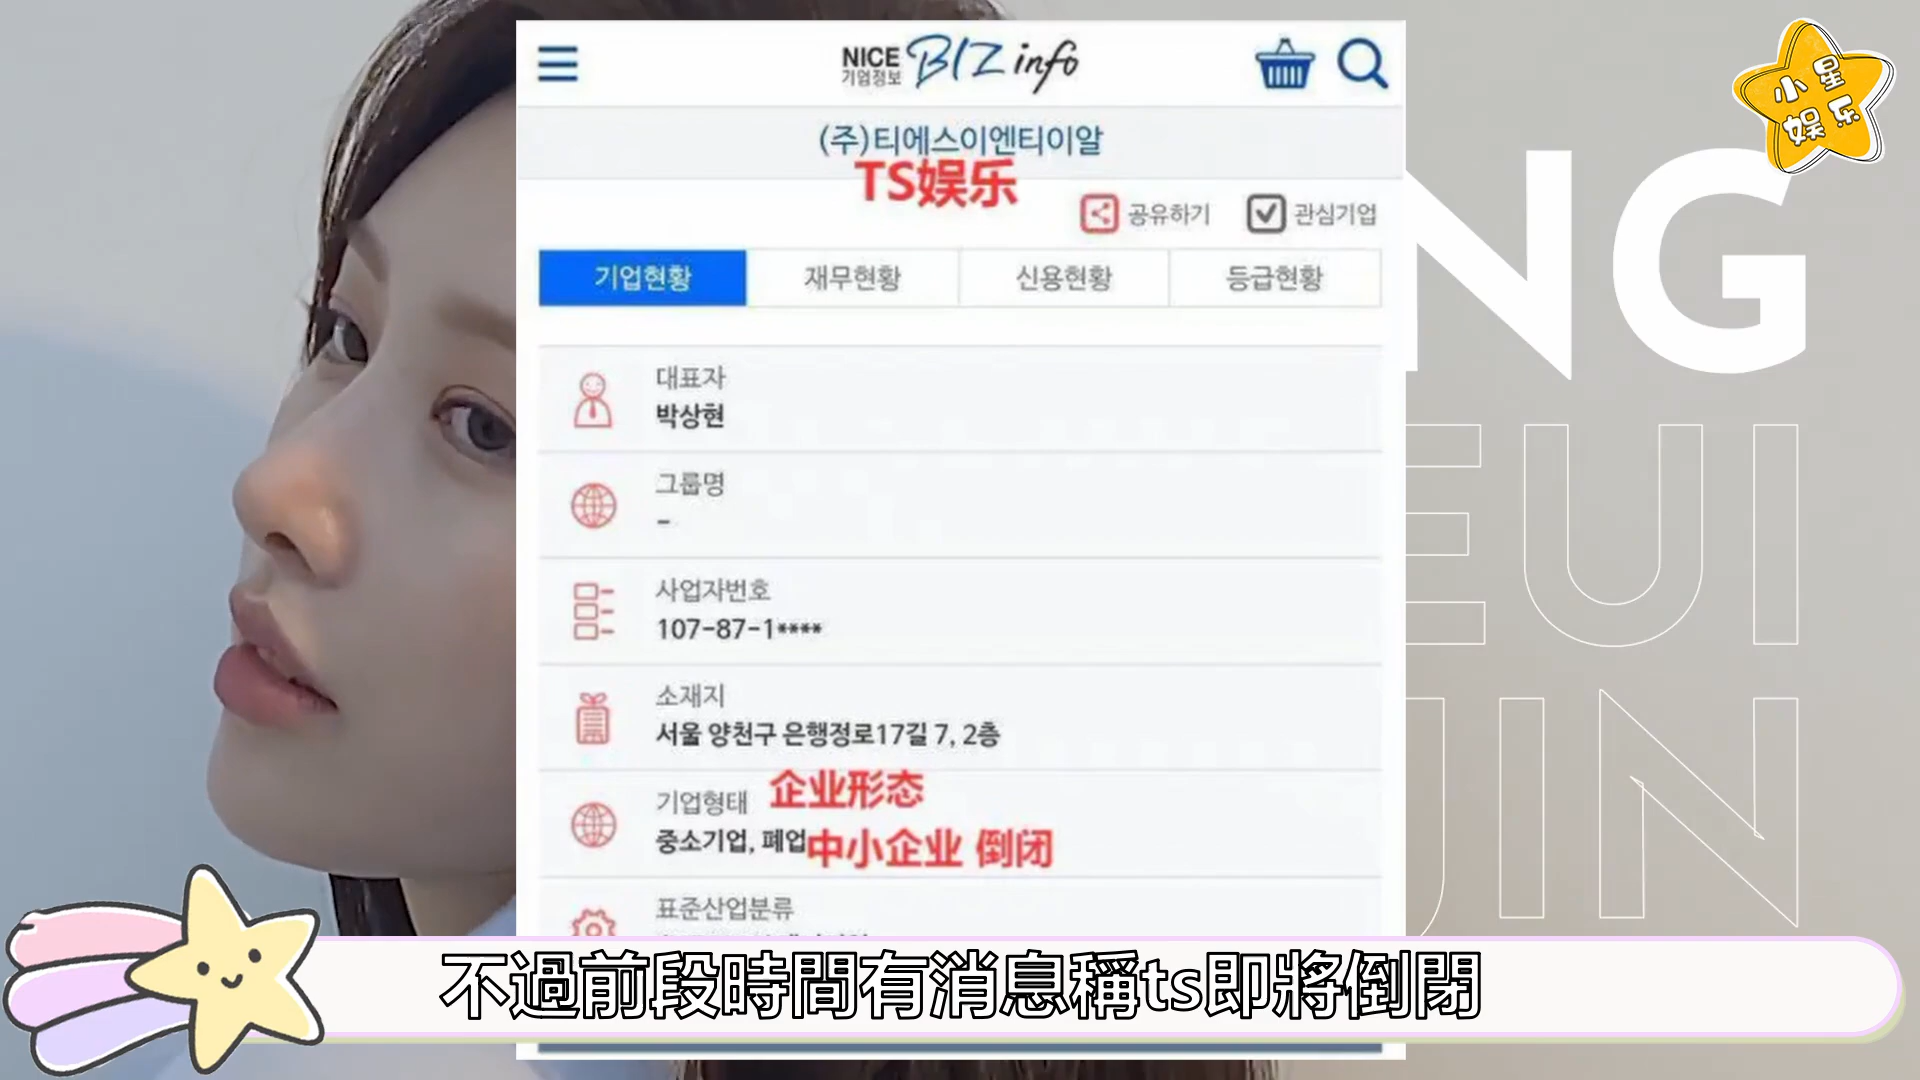 NICE
기업정보
BIZ info
小星
娱乐
(주)티에스이엔티이알
TS娱乐
공유하기
관심기업
기업현황
재무현황
신용현황
등급현황
NG
EUI
JIN
대표자
박상현
그룹명
-
사업자번호
107-87-1****
소재지
서울 양천구 은행정로17길 7, 2층
기업형태
企业形态
중소기업, 폐업
中小企业 倒闭
표준산업분류
不過前段時間有消息稱ts即將倒閉